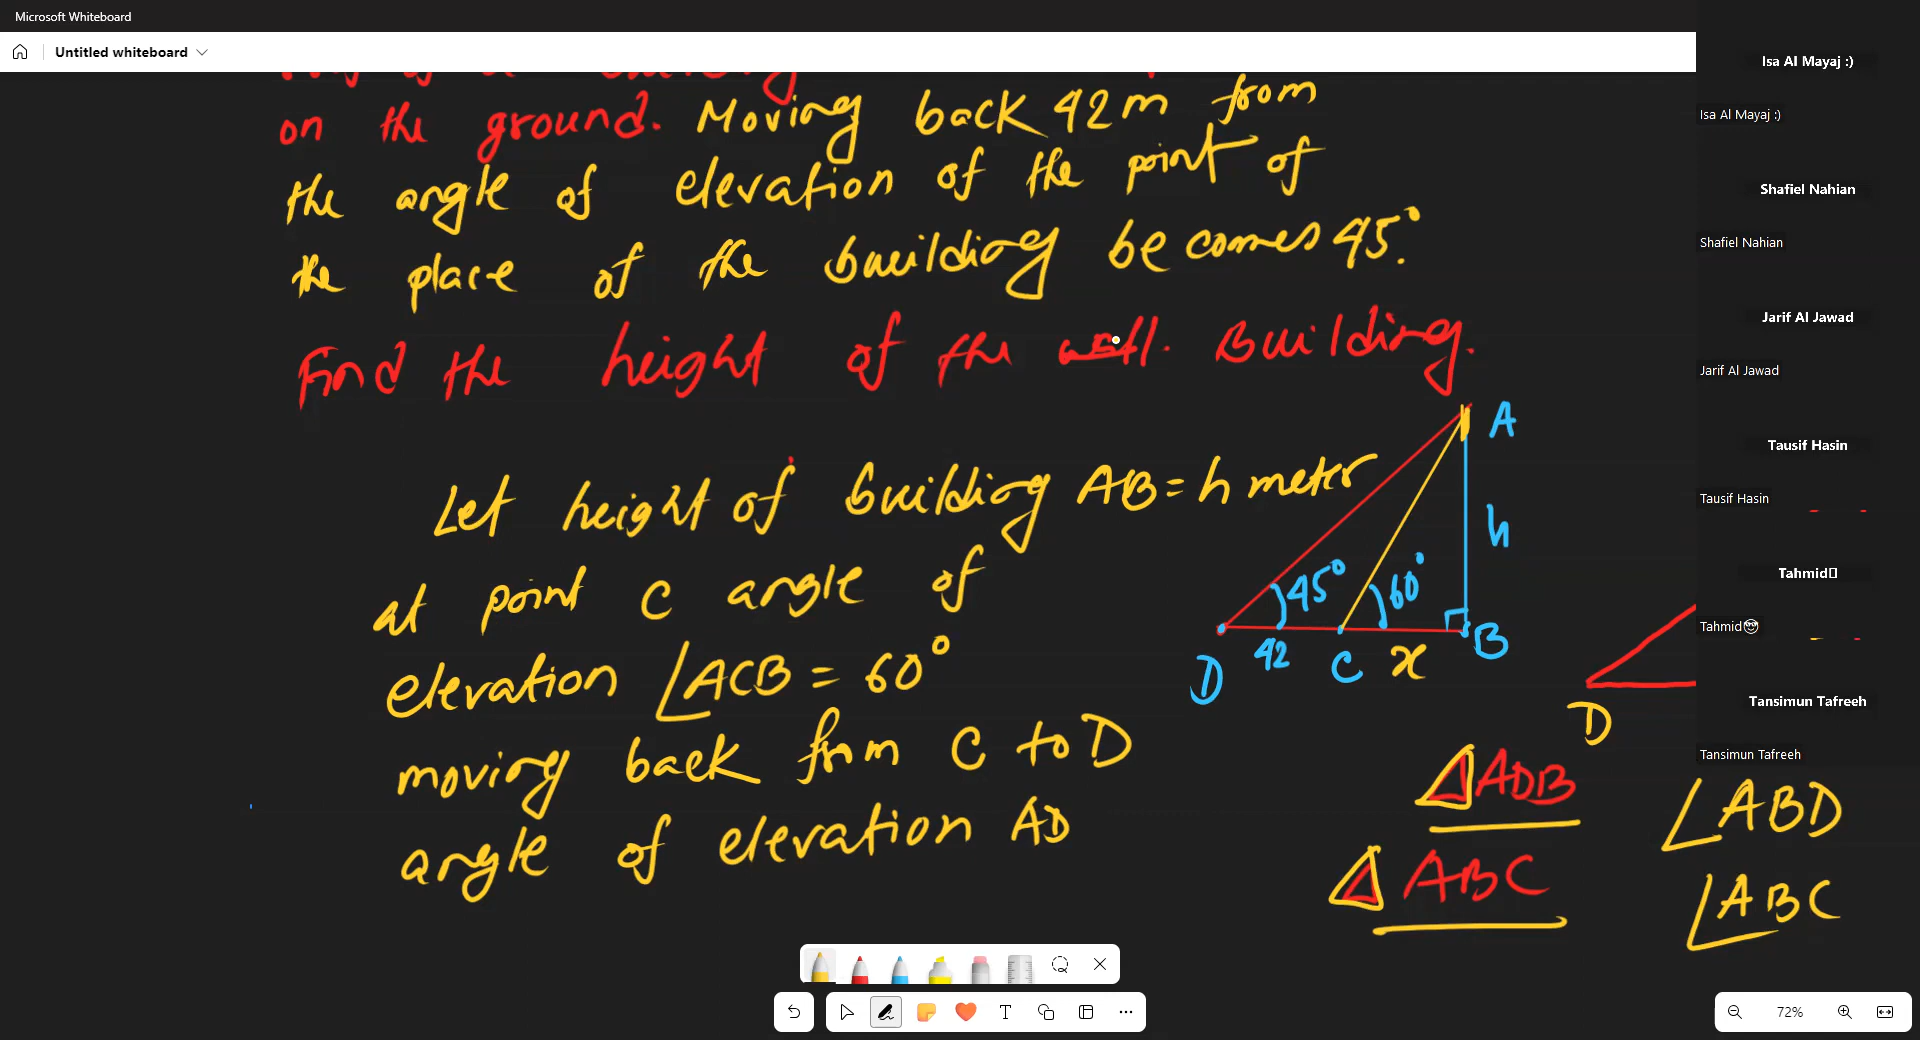 Microsoft Whiteboard
Untitled whiteboard
on the ground. Moving back 42m from
the angle of elevation of the point of
the place of the building becomes 45°.
Find the height of the building.
Let height of building AB = h meter
at point C angle of
elevation ∠ACB = 60°
moving back from C to D
angle of elevation AD
A
h
45° 60°
D 42 C x B
D
△ADB
△ABC
∠ABD
∠ABC
Isa Al Mayaj :)
Isa Al Mayaj :)
Shafiel Nahian
Shafiel Nahian
Jarif Al Jawad
Jarif Al Jawad
Tausif Hasin
Tausif Hasin
Tahmid
Tahmid😎
Tansimun Tafreeh
Tansimun Tafreeh
T
72%